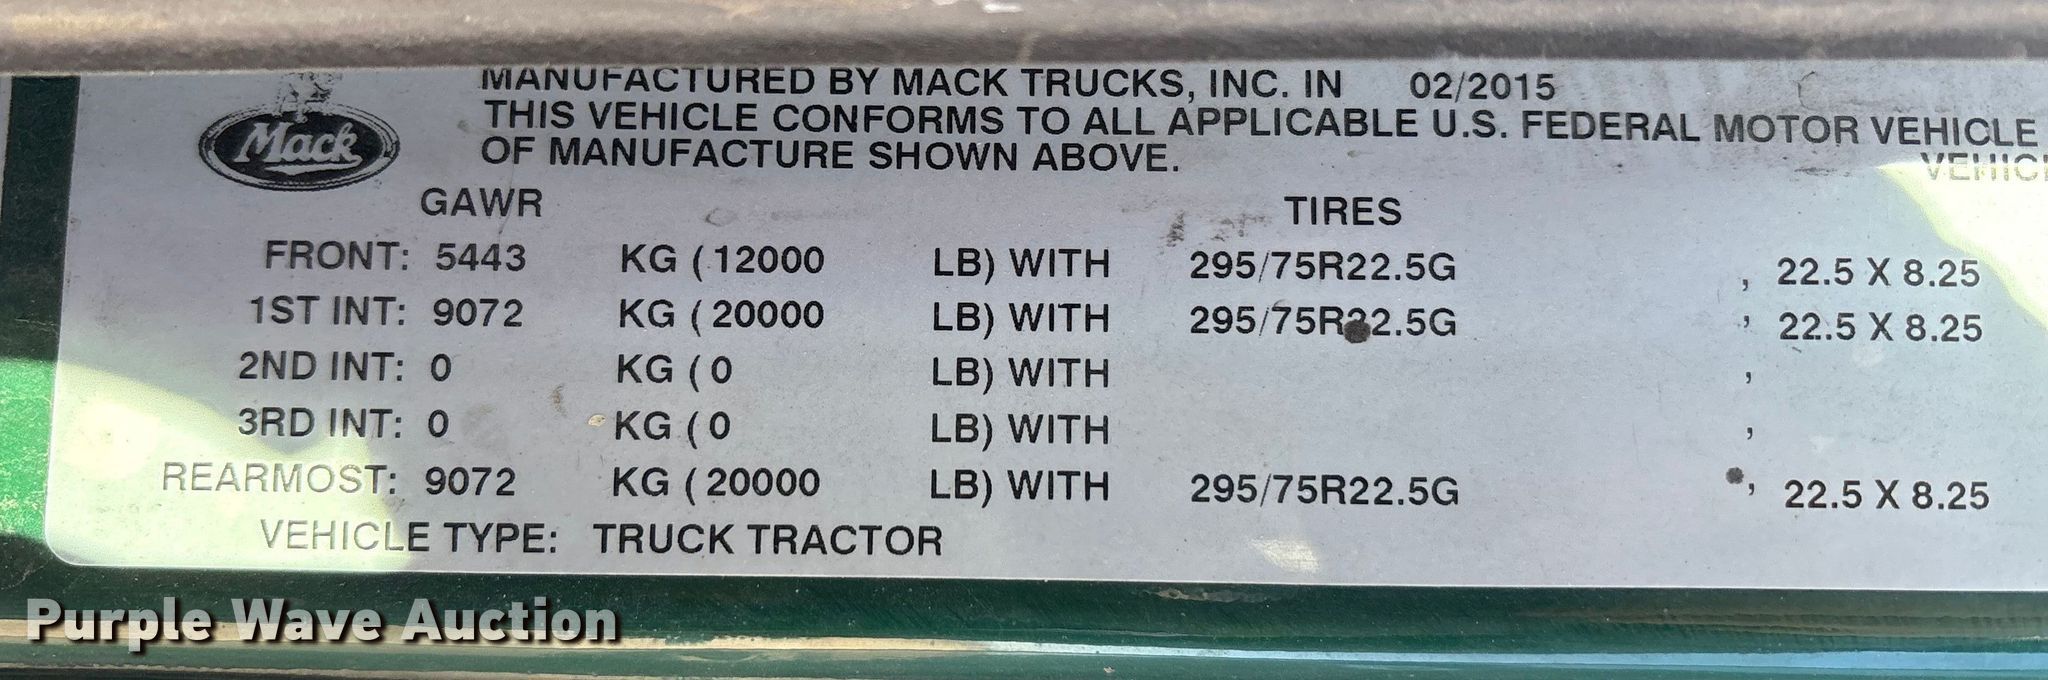 MANUFACTURED BY MACK TRUCKS, INC. IN 02/2015
Mack
THIS VEHICLE CONFORMS TO ALL APPLICABLE U.S. FEDERAL MOTOR VEHICLE
OF MANUFACTURE SHOWN ABOVE.
GAWR TIRES
FRONT: 5443 KG ( 12000 LB) WITH 295/75R22.5G , 22.5 X 8.25
1ST INT: 9072 KG ( 20000 LB) WITH 295/75R22.5G , 22.5 X 8.25
2ND INT: 0 KG ( 0 LB) WITH ,
3RD INT: 0 KG ( 0 LB) WITH ,
REARMOST: 9072 KG ( 20000 LB) WITH 295/75R22.5G , 22.5 X 8.25
VEHICLE TYPE: TRUCK TRACTOR
Purple Wave Auction